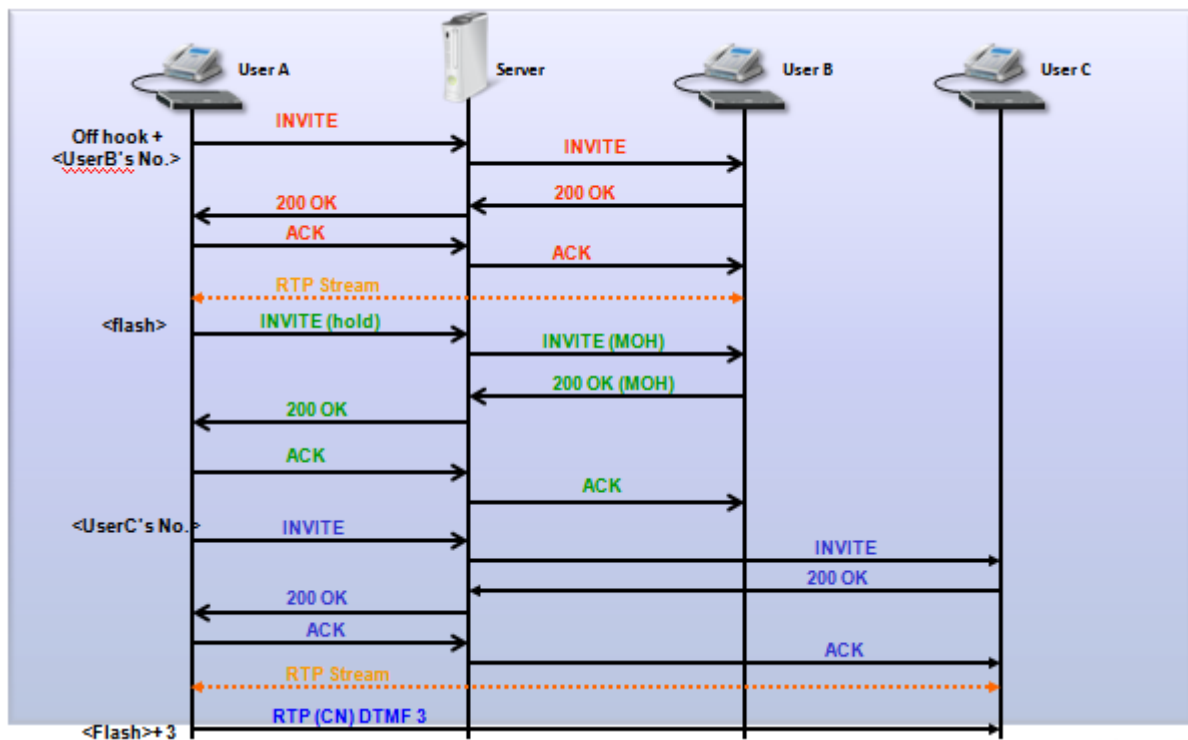 User A
Server
User B
User C
Off hook +
<UserB's No.>
INVITE
INVITE
200 OK
200 OK
ACK
ACK
RTP Stream
<flash>
INVITE (hold)
INVITE (MOH)
200 OK (MOH)
200 OK
ACK
ACK
<UserC's No.>
INVITE
INVITE
200 OK
200 OK
ACK
ACK
RTP Stream
RTP (CN) DTMF 3
<Flash>+ 3